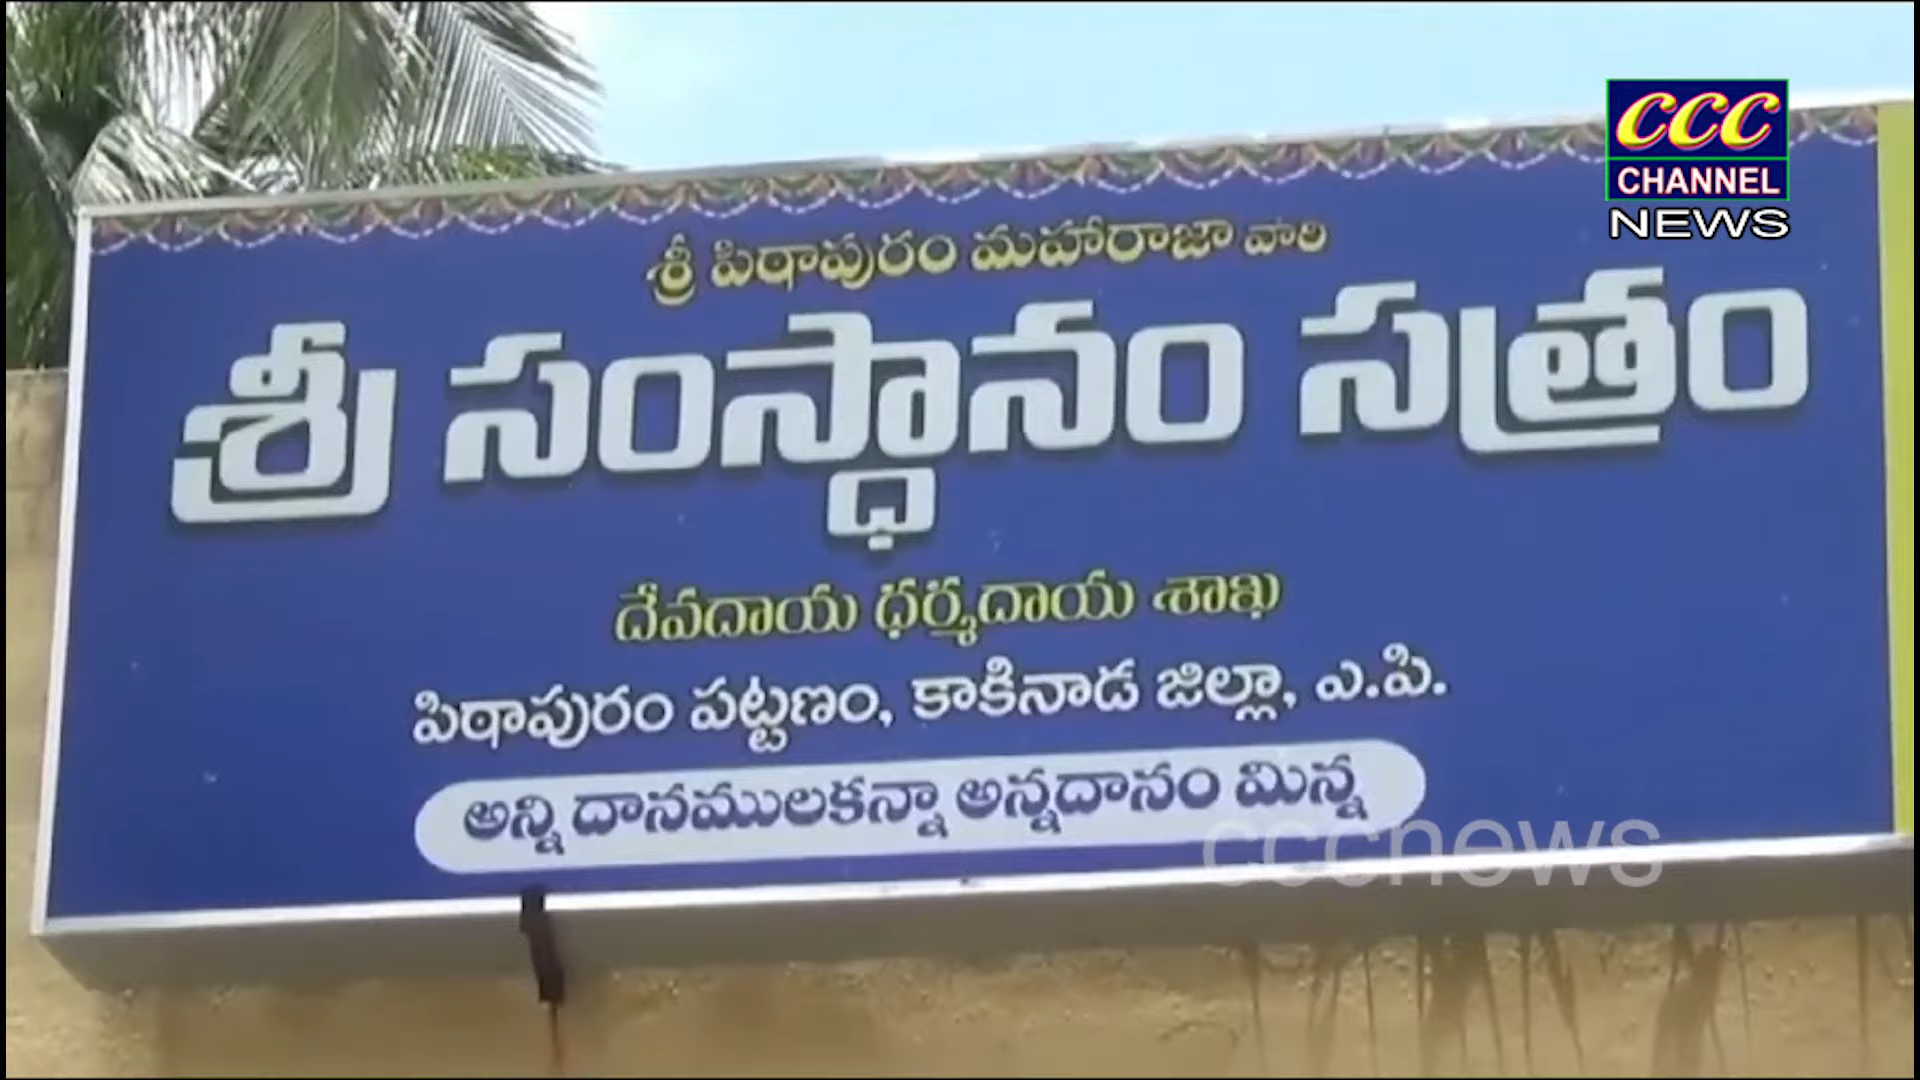 CCC
CHANNEL
NEWS
శ్రీ పిఠాపురం మహారాజా వారి
శ్రీ సంస్థానం సత్రం
దేవదాయ ధర్మదాయ శాఖ
పిఠాపురం పట్టణం, కాకినాడ జిల్లా, ఎ.పి.
అన్ని దానములకన్నా అన్నదానం మిన్న
cccnews